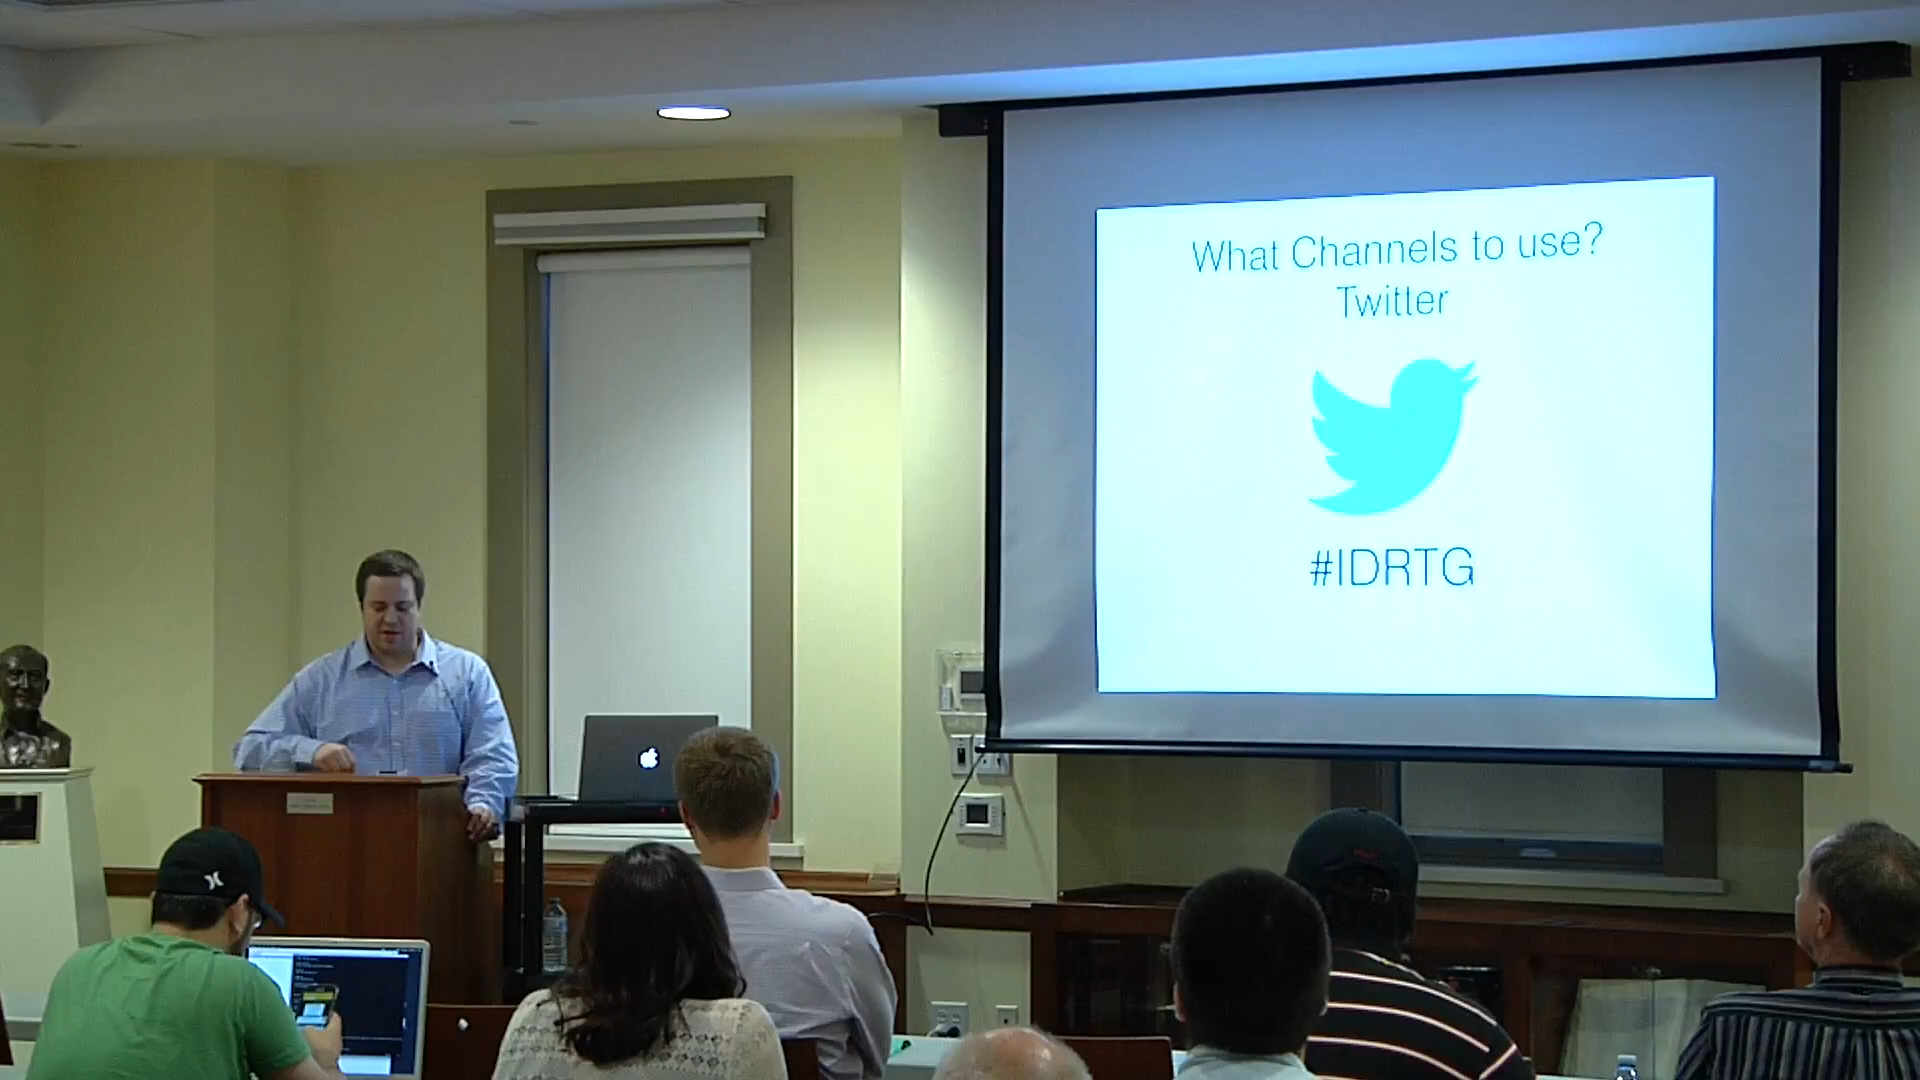 What Channels to use?
Twitter
#IDRTG